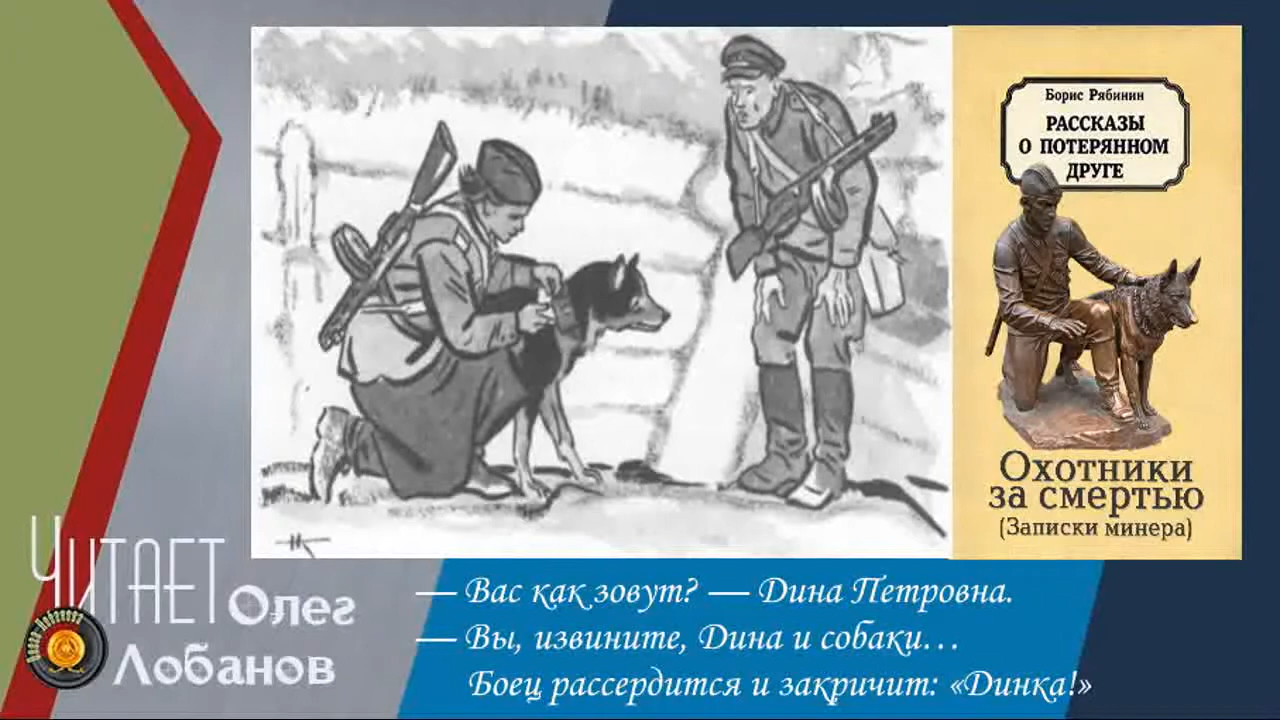 Борис Рябинин
РАССКАЗЫ
О ПОТЕРЯННОМ
ДРУГЕ
Охотники
за смертью
(Записки минера)
Читает
Олег
Лобанов
— Вас как зовут? — Дина Петровна.
— Вы, извините, Дина и собаки…
Боец рассердится и закричит: «Динка!»